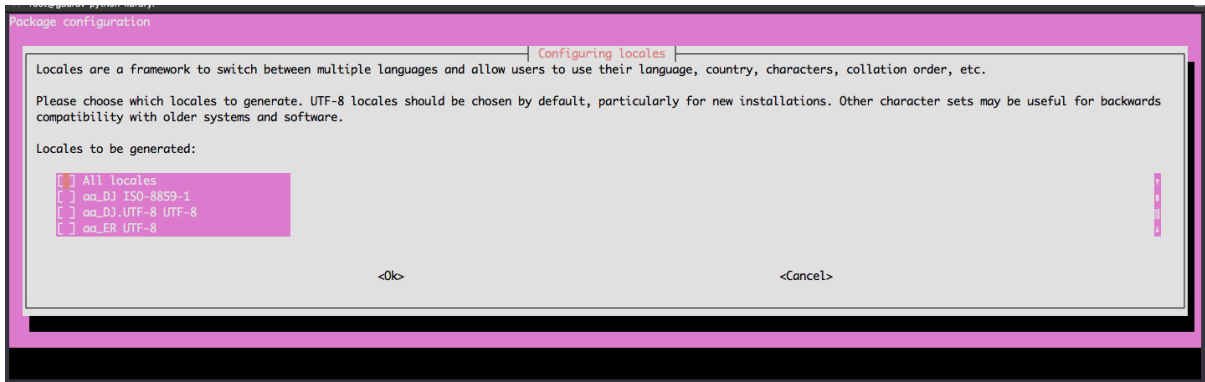 Package configuration
Configuring locales
Locales are a framework to switch between multiple languages and allow users to use their language, country, characters, collation order, etc.
Please choose which locales to generate. UTF-8 locales should be chosen by default, particularly for new installations. Other character sets may be useful for backwards
compatibility with older systems and software.
Locales to be generated:
[ ] All locales
[ ] aa_DJ ISO-8859-1
[ ] aa_DJ.UTF-8 UTF-8
[ ] aa_ER UTF-8
<Ok> <Cancel>